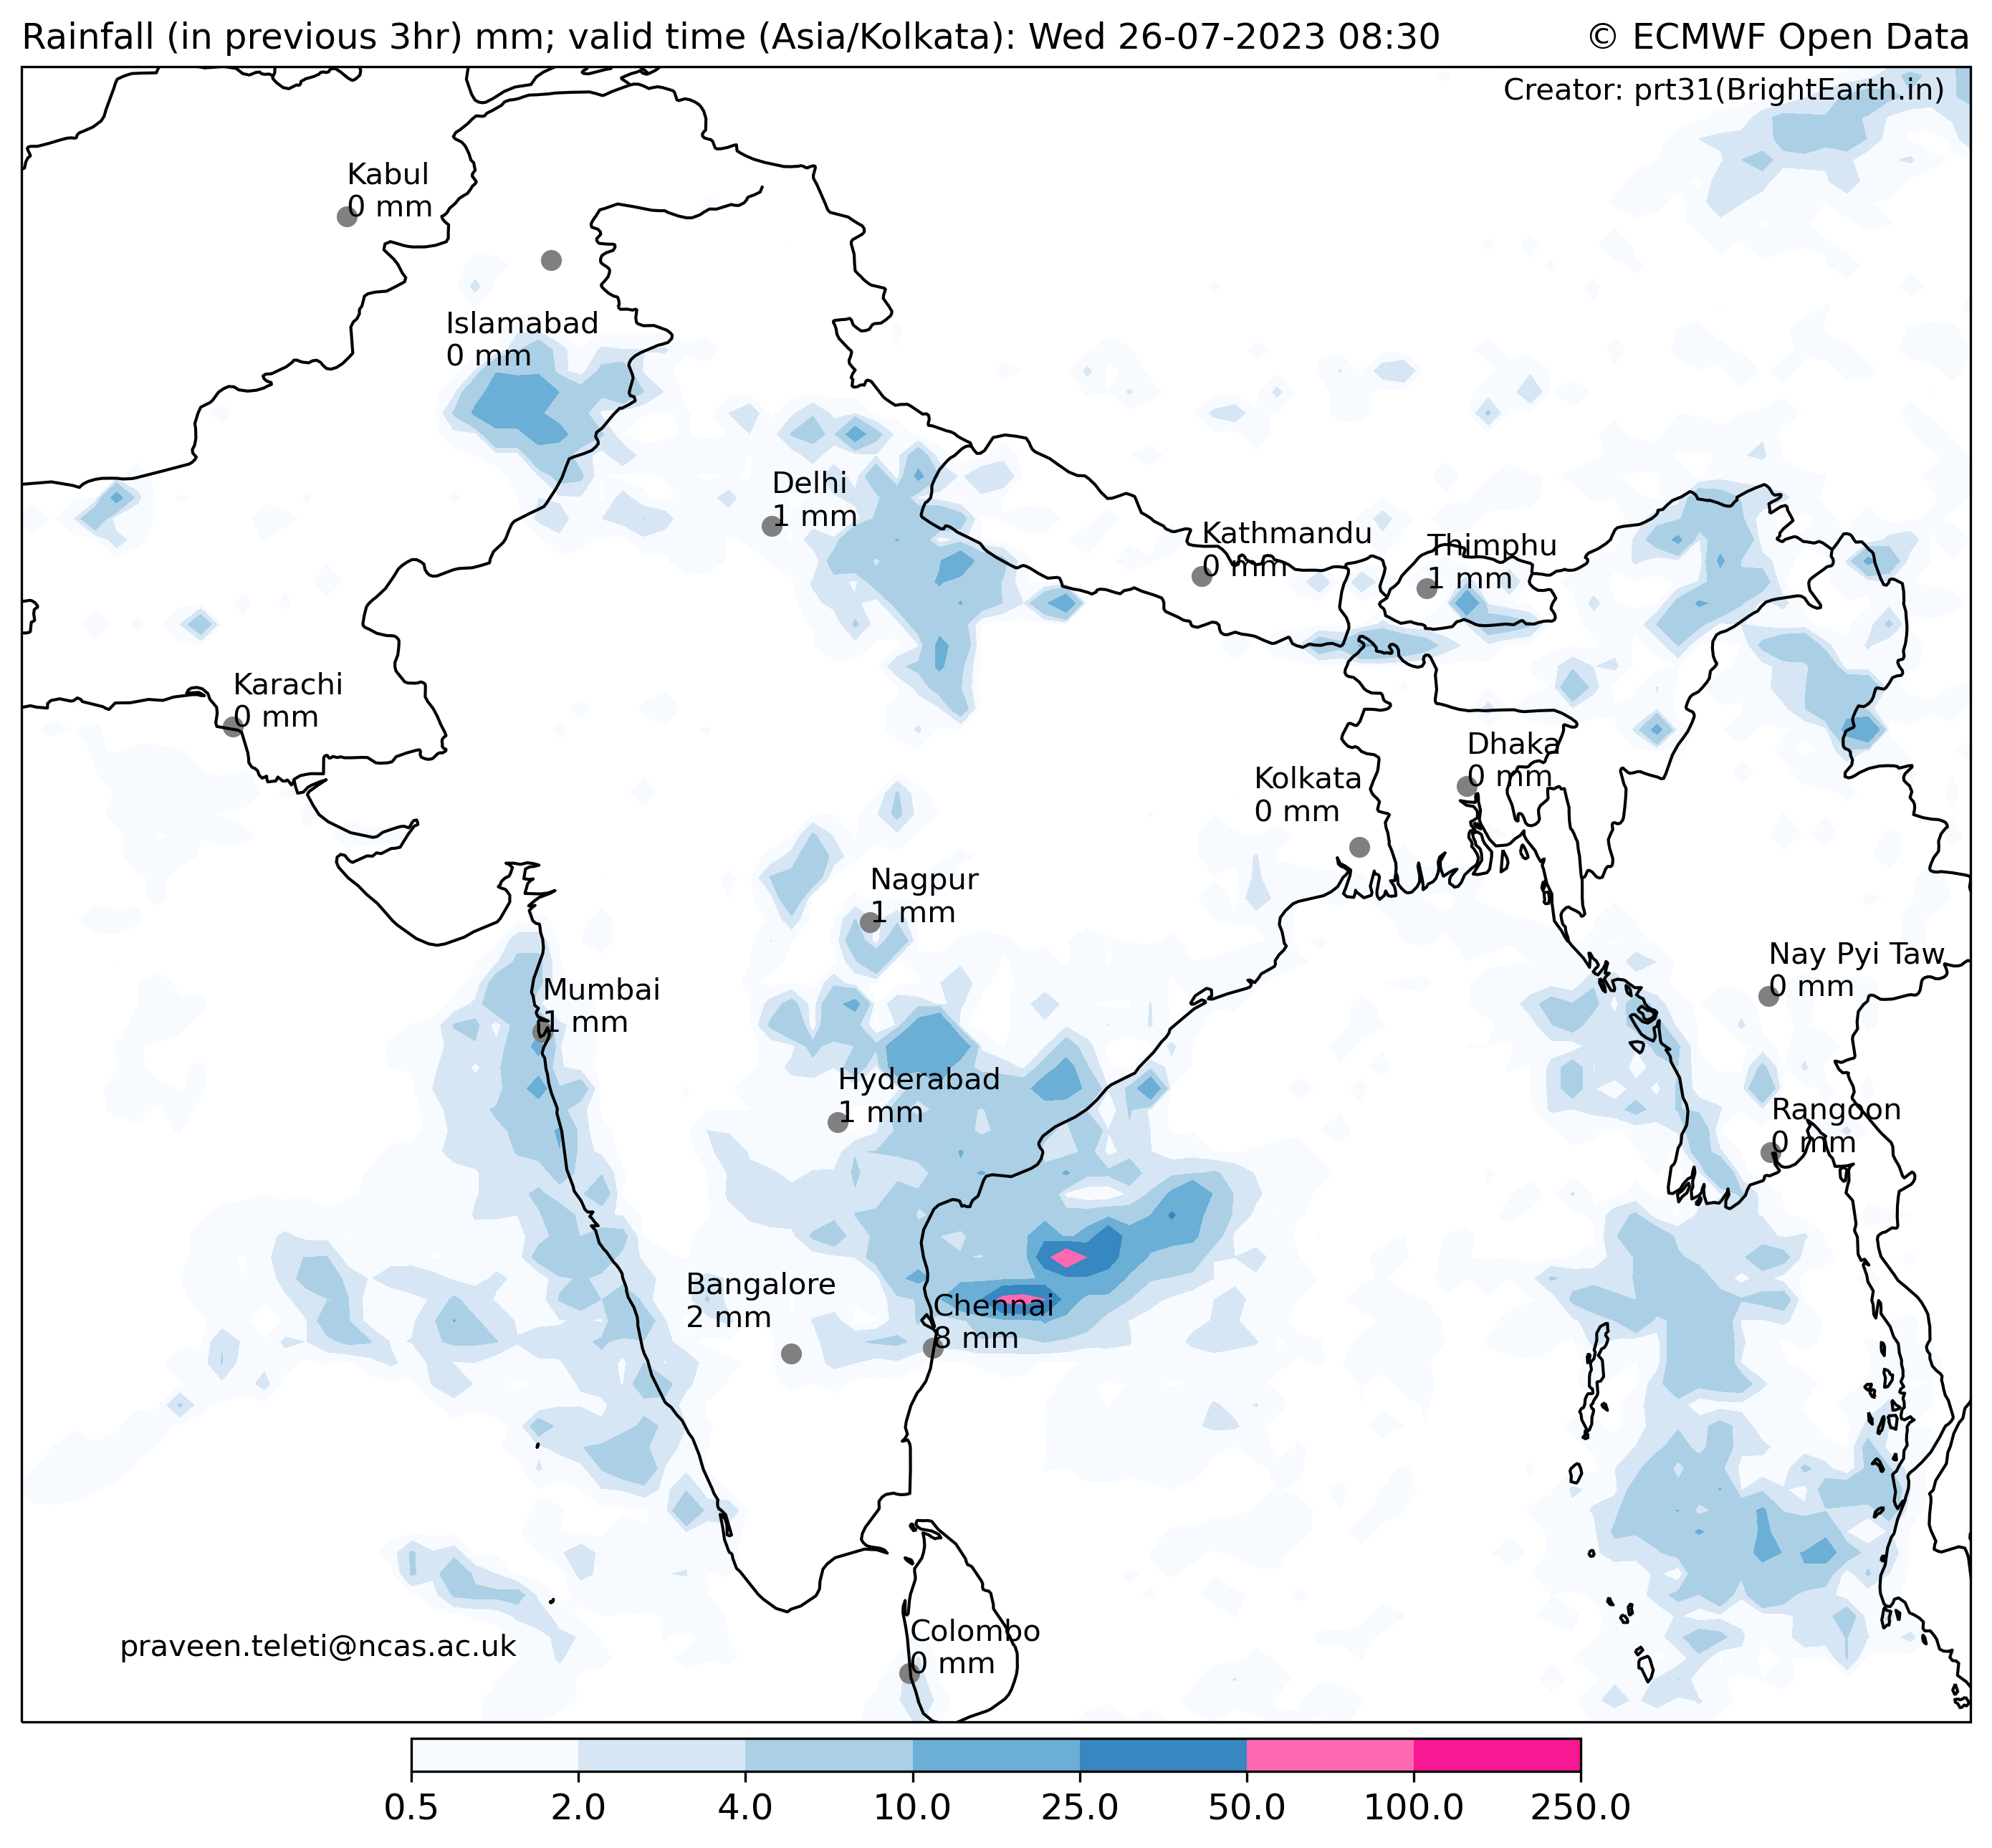 Rainfall (in previous 3hr) mm; valid time (Asia/Kolkata): Wed 26-07-2023 08:30
© ECMWF Open Data
Creator: prt31(BrightEarth.in)
Kabul
0 mm
Islamabad
0 mm
Delhi
1 mm
Kathmandu
0 mm
Thimphu
1 mm
Karachi
0 mm
Dhaka
0 mm
Kolkata
0 mm
Nagpur
1 mm
Nay Pyi Taw
0 mm
Mumbai
1 mm
Hyderabad
1 mm
Rangoon
0 mm
Bangalore
2 mm
Chennai
8 mm
Colombo
0 mm
praveen.teleti@ncas.ac.uk
0.5 2.0 4.0 10.0 25.0 50.0 100.0 250.0